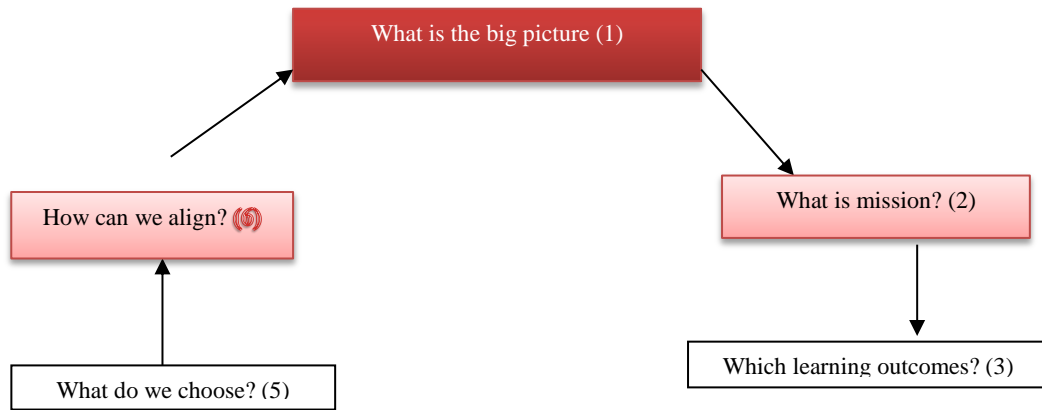 What is the big picture (1)
What is mission? (2)
How can we align? (6)
Which learning outcomes? (3)
What do we choose? (5)